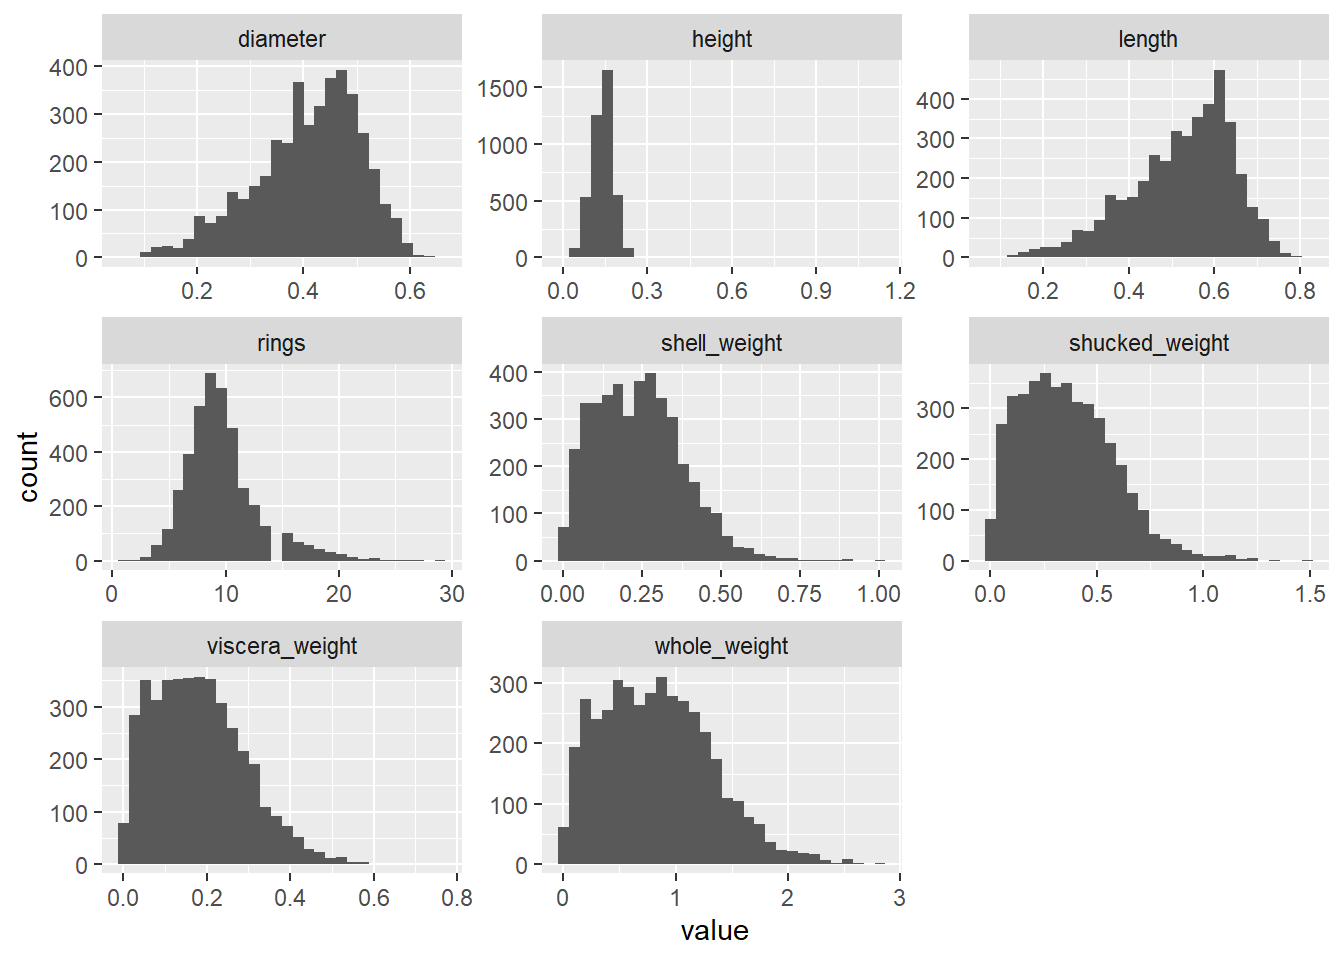 diameter
height
length
400
300
200
100
0
1500
1000
500
0
400
300
200
100
0
0.2 0.4 0.6
0.0 0.3 0.6 0.9 1.2
0.2 0.4 0.6 0.8
rings
shell_weight
shucked_weight
count
600
400
200
0
400
300
200
100
0
300
200
100
0
0 10 20 30
0.00 0.25 0.50 0.75 1.00
0.0 0.5 1.0 1.5
viscera_weight
whole_weight
300
200
100
0
300
200
100
0
0.0 0.2 0.4 0.6 0.8
0 1 2 3
value